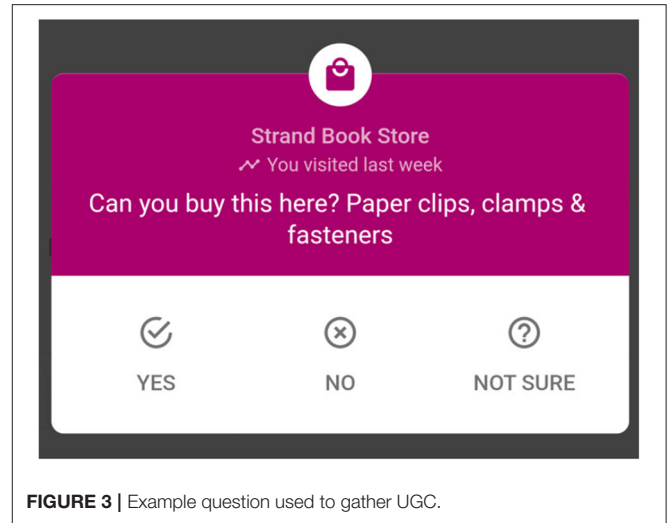 Strand Book Store
You visited last week
Can you buy this here? Paper clips, clamps &
fasteners
YES
NO
NOT SURE
FIGURE 3 | Example question used to gather UGC.